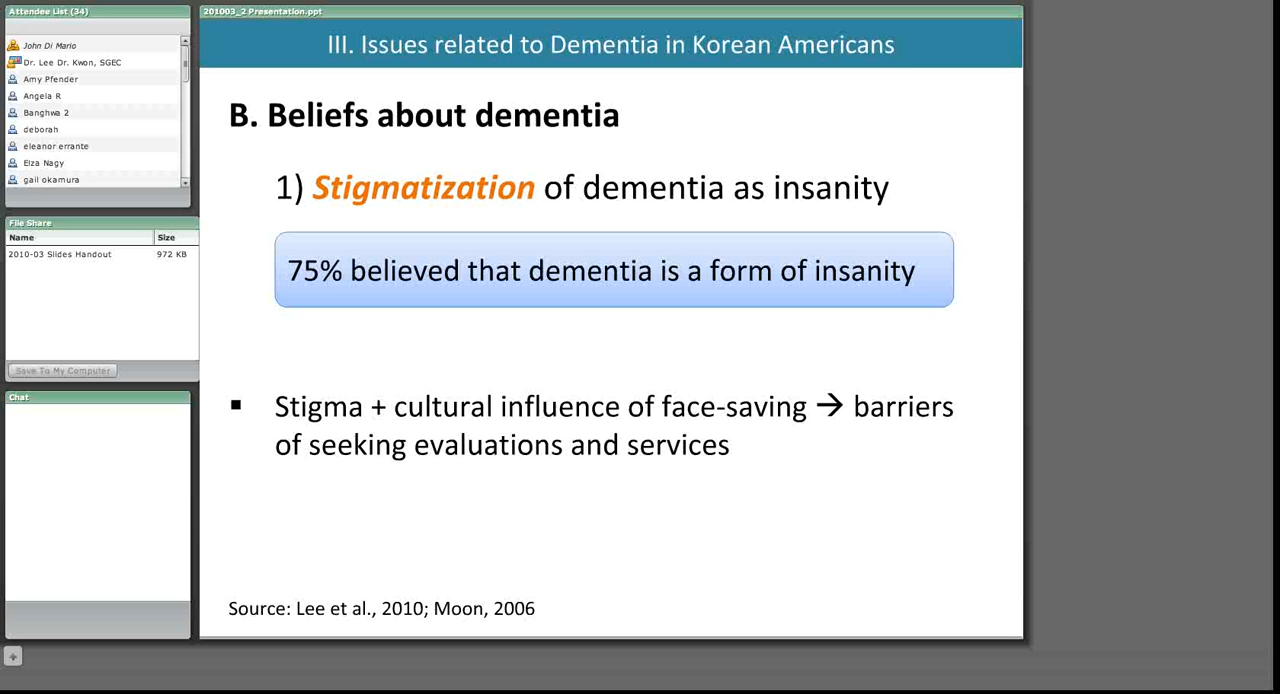 Attendee List (34)
John Di Mario
Dr. Lee Dr. Kwon, SGEC
Amy Pfender
Angela R
Banghwa 2
deborah
eleanor errante
Elza Nagy
gail okamura
File Share
Name Size
2010-03 Slides Handout 972 KB
Save To My Computer
Chat
201003_2 Presentation.ppt
III. Issues related to Dementia in Korean Americans
B. Beliefs about dementia
1) Stigmatization of dementia as insanity
75% believed that dementia is a form of insanity
▪ Stigma + cultural influence of face-saving → barriers
of seeking evaluations and services
Source: Lee et al., 2010; Moon, 2006